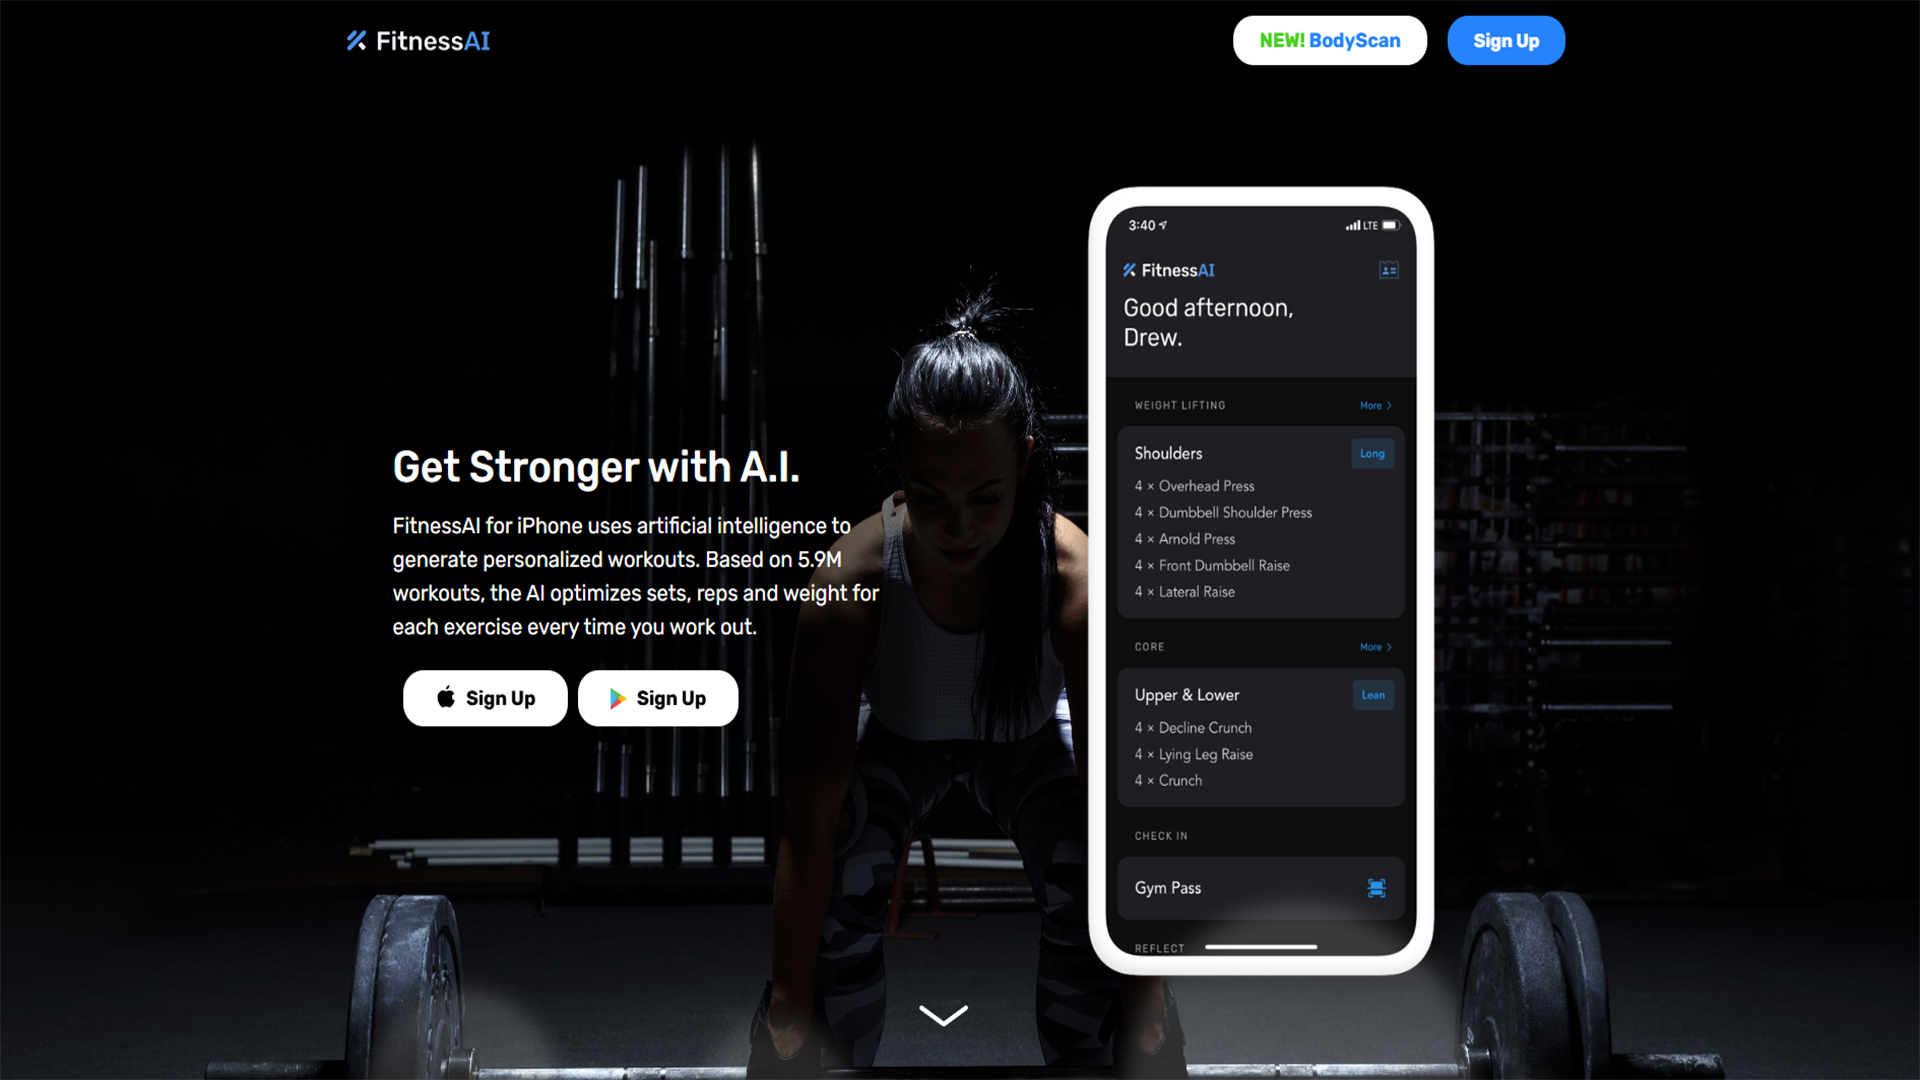 FitnessAI
NEW! BodyScan
Sign Up
Get Stronger with A.I.
FitnessAI for iPhone uses artificial intelligence to
generate personalized workouts. Based on 5.9M
workouts, the AI optimizes sets, reps and weight for
each exercise every time you work out.
Sign Up
Sign Up
3:40
LTE
FitnessAI
Good afternoon,
Drew.
WEIGHT LIFTING
More >
Shoulders
Long
4 × Overhead Press
4 × Dumbbell Shoulder Press
4 × Arnold Press
4 × Front Dumbbell Raise
4 × Lateral Raise
CORE
More >
Upper & Lower
Lean
4 × Decline Crunch
4 × Lying Leg Raise
4 × Crunch
CHECK IN
Gym Pass
REFLECT